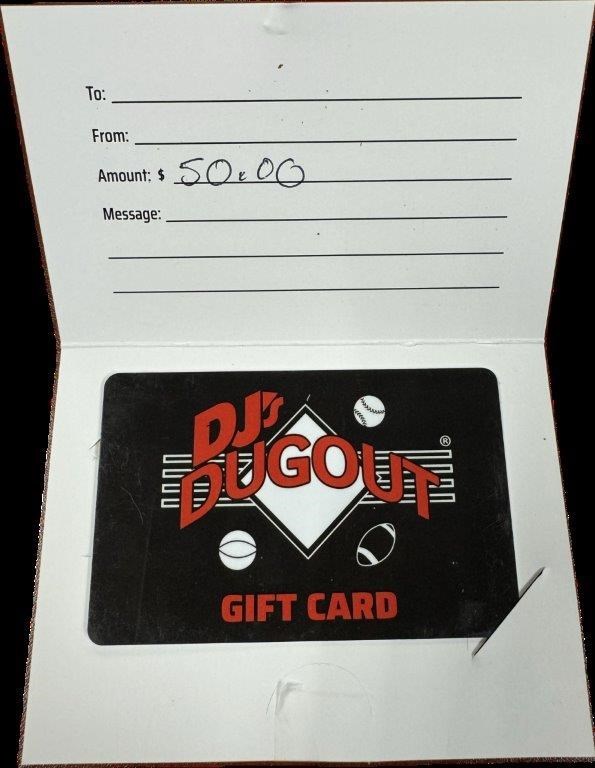 To:
From:
Amount: $ 50.00
Message:
DJ's
DUGOUT ®
GIFT CARD